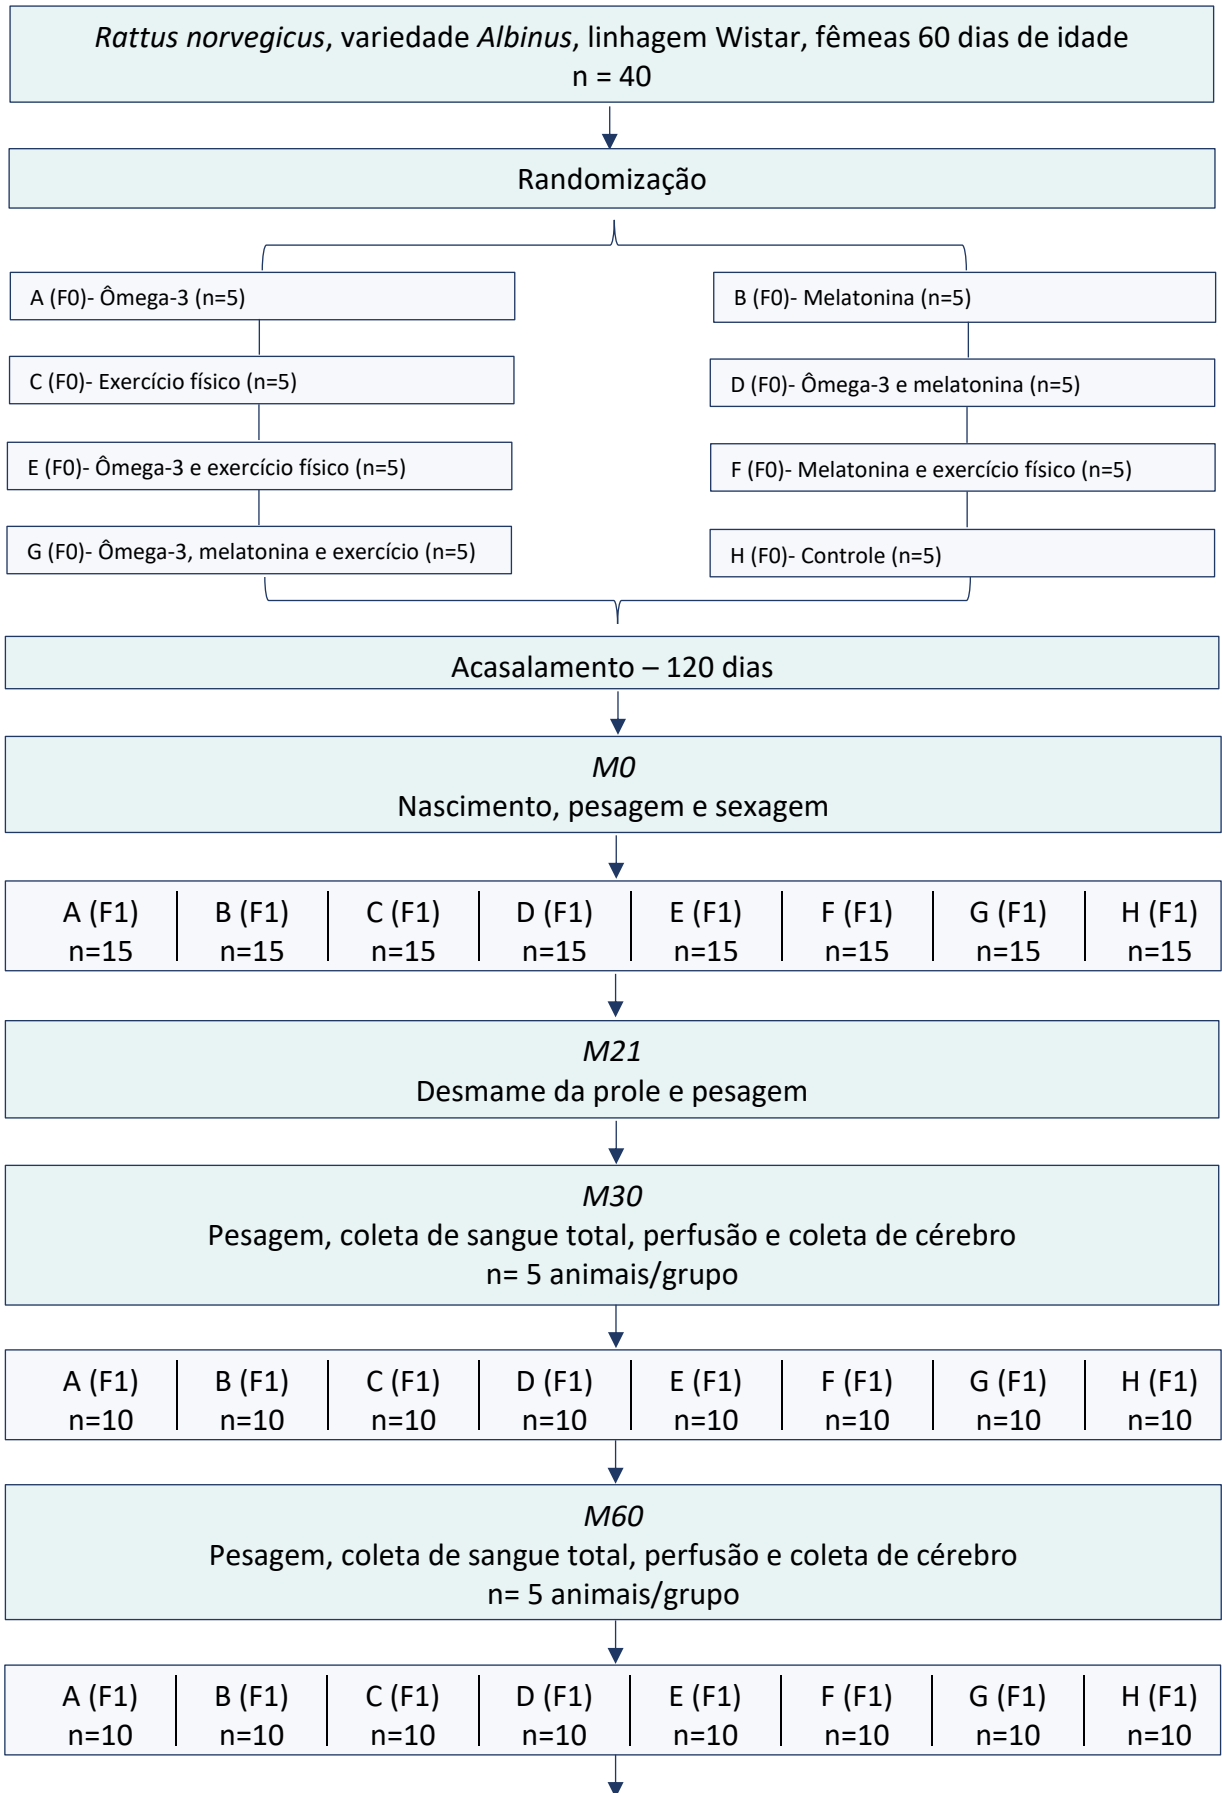 Rattus norvegicus, variedade Albinus, linhagem Wistar, fêmeas 60 dias de idade
n = 40
Randomização
A (F0)- Ômega-3 (n=5)
B (F0)- Melatonina (n=5)
C (F0)- Exercício físico (n=5)
D (F0)- Ômega-3 e melatonina (n=5)
E (F0)- Ômega-3 e exercício físico (n=5)
F (F0)- Melatonina e exercício físico (n=5)
G (F0)- Ômega-3, melatonina e exercício (n=5)
H (F0)- Controle (n=5)
Acasalamento – 120 dias
M0
Nascimento, pesagem e sexagem
A (F1) B (F1) C (F1) D (F1) E (F1) F (F1) G (F1) H (F1)
n=15 n=15 n=15 n=15 n=15 n=15 n=15 n=15
M21
Desmame da prole e pesagem
M30
Pesagem, coleta de sangue total, perfusão e coleta de cérebro
n= 5 animais/grupo
A (F1) B (F1) C (F1) D (F1) E (F1) F (F1) G (F1) H (F1)
n=10 n=10 n=10 n=10 n=10 n=10 n=10 n=10
M60
Pesagem, coleta de sangue total, perfusão e coleta de cérebro
n= 5 animais/grupo
A (F1) B (F1) C (F1) D (F1) E (F1) F (F1) G (F1) H (F1)
n=10 n=10 n=10 n=10 n=10 n=10 n=10 n=10